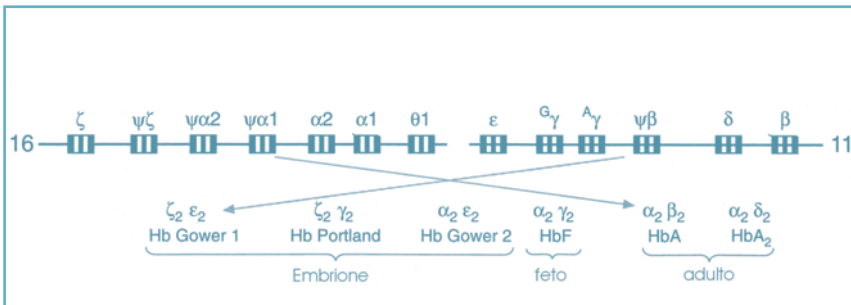 ζ ψζ ψα2 ψα1 α2 α1 θ1 ε Gγ Aγ ψβ δ β
16 11
ζ2 ε2 ζ2 γ2 α2 ε2 α2 γ2 α2 β2 α2 δ2
Hb Gower 1 Hb Portland Hb Gower 2 HbF HbA HbA2
Embrione feto adulto